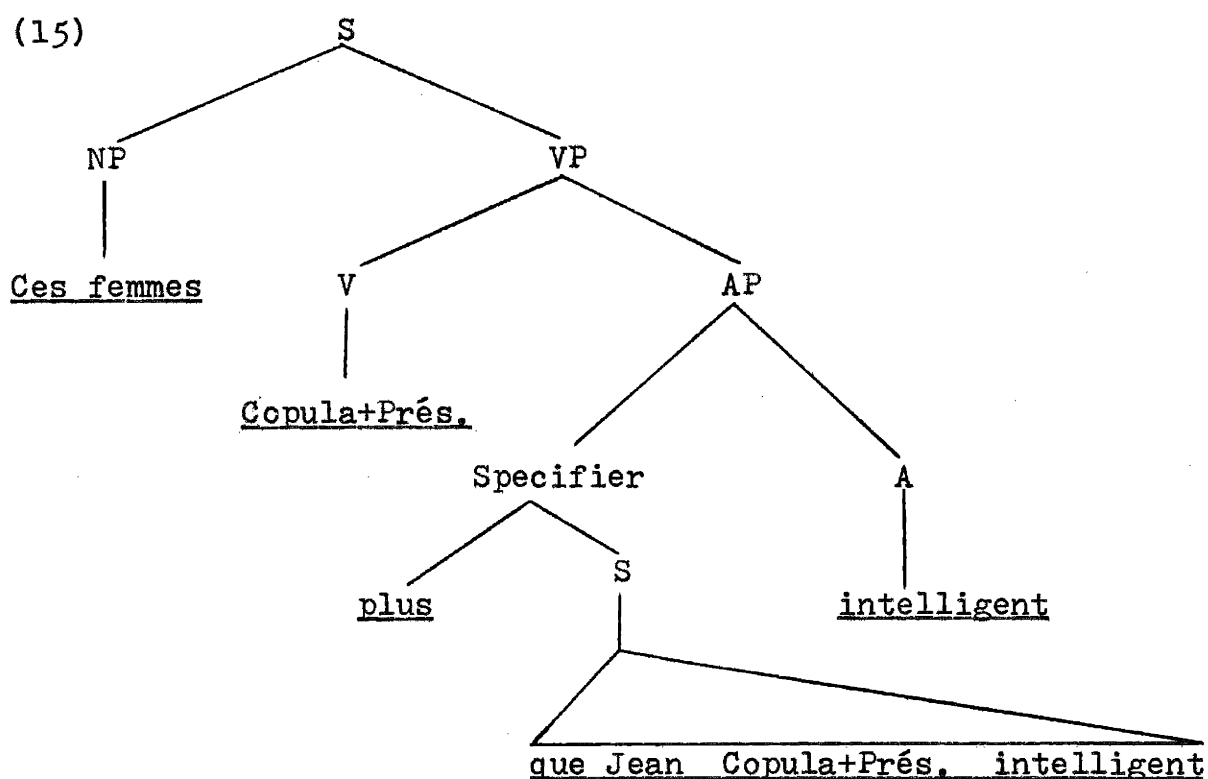 (15)
S
NP VP
Ces femmes V AP
Copula+Prés.
Specifier A
plus S intelligent
que Jean Copula+Prés. intelligent